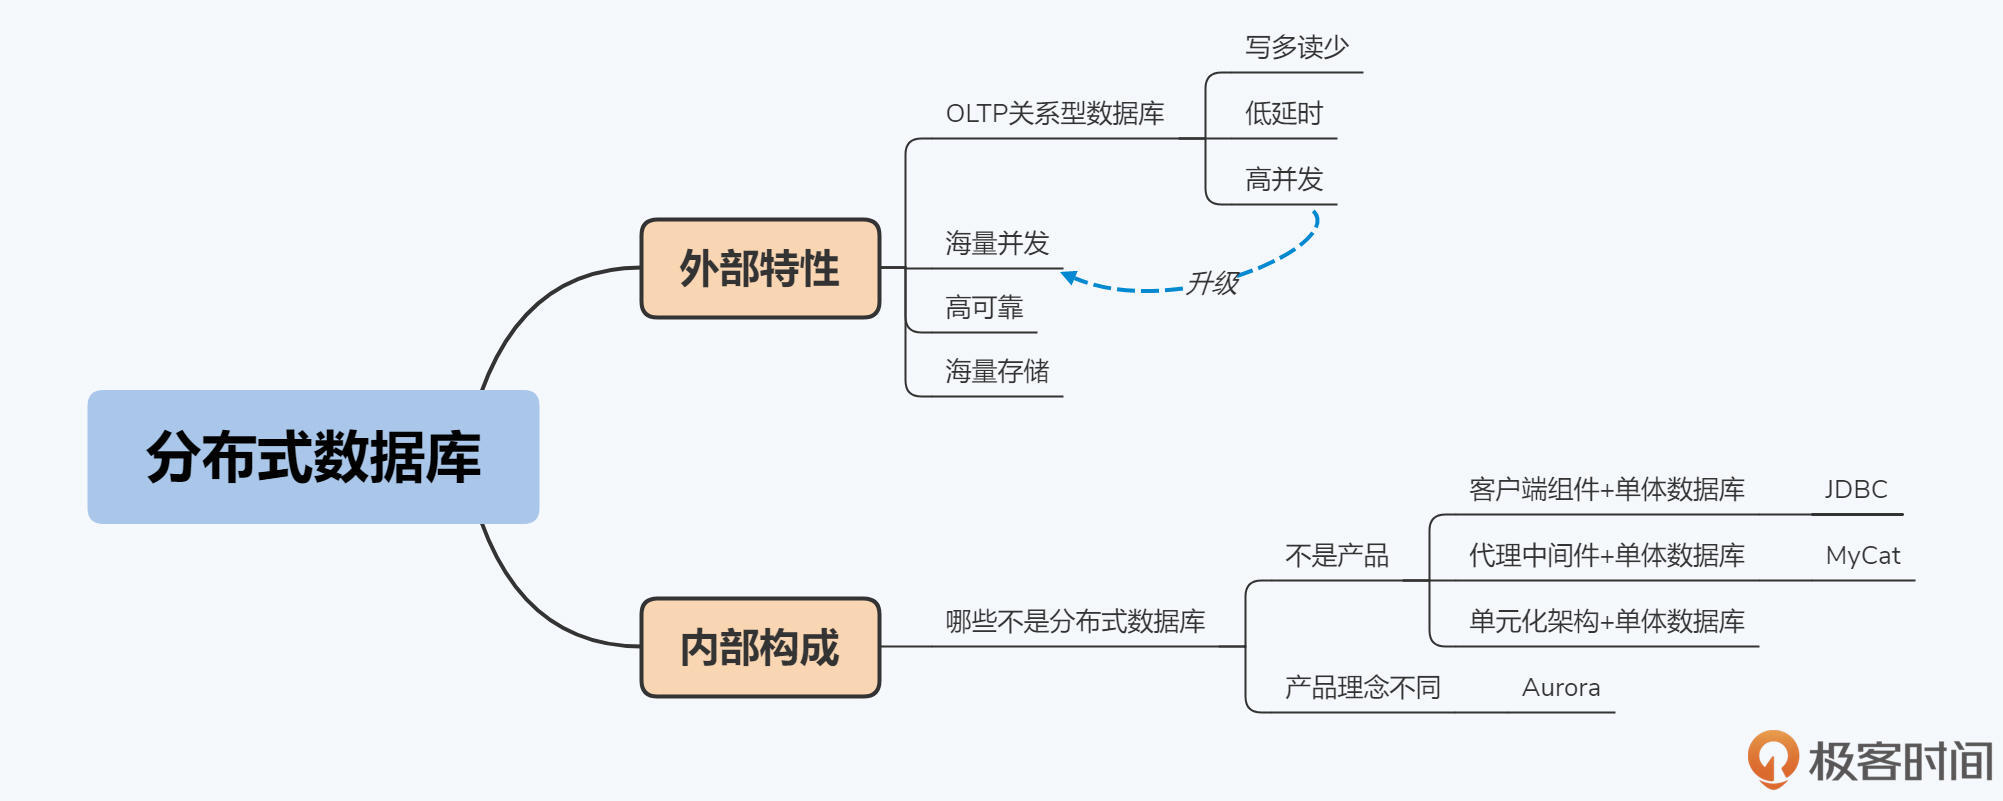 写多读少
OLTP关系型数据库
低延时
高并发
外部特性
海量并发
升级
高可靠
海量存储
分布式数据库
客户端组件+单体数据库
JDBC
不是产品
代理中间件+单体数据库
MyCat
内部构成
哪些不是分布式数据库
单元化架构+单体数据库
产品理念不同
Aurora
极客时间